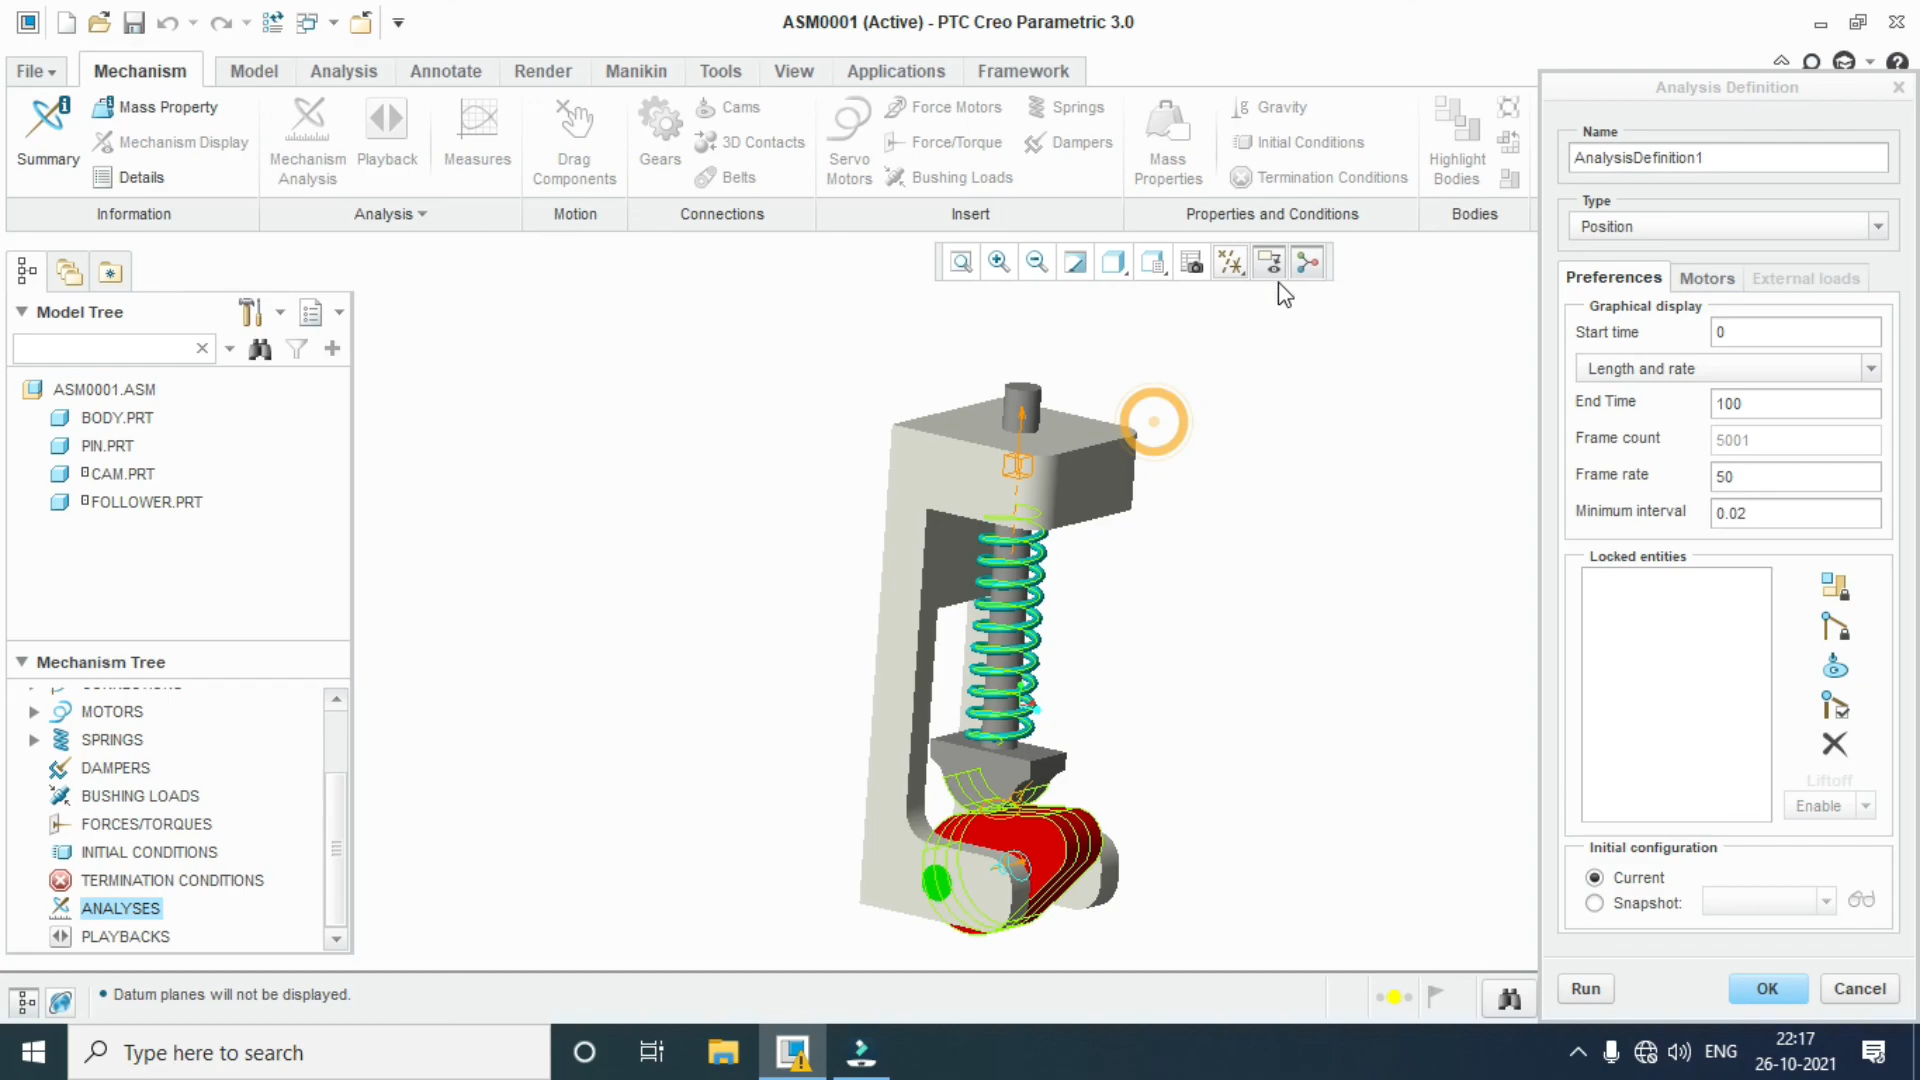 ASM0001 (Active) - PTC Creo Parametric 3.0
File
Mechanism
Model
Analysis
Annotate
Render
Manikin
Tools
View
Applications
Framework
Summary
Mass Property
Mechanism Display
Details
Information
Mechanism
Analysis
Playback
Measures
Analysis
Drag
Components
Motion
Gears
Cams
3D Contacts
Belts
Connections
Servo
Motors
Force Motors
Force/Torque
Bushing Loads
Springs
Dampers
Insert
Mass
Properties
Gravity
Initial Conditions
Termination Conditions
Properties and Conditions
Highlight
Bodies
Bodies
Model Tree
ASM0001.ASM
BODY.PRT
PIN.PRT
CAM.PRT
FOLLOWER.PRT
Mechanism Tree
MOTORS
SPRINGS
DAMPERS
BUSHING LOADS
FORCES/TORQUES
INITIAL CONDITIONS
TERMINATION CONDITIONS
ANALYSES
PLAYBACKS
Analysis Definition
Name
AnalysisDefinition1
Type
Position
Preferences
Motors
External loads
Graphical display
Start time
0
Length and rate
End Time
100
Frame count
5001
Frame rate
50
Minimum interval
0.02
Locked entities
Liftoff
Enable
Initial configuration
Current
Snapshot:
Run
OK
Cancel
• Datum planes will not be displayed.
Type here to search
ENG
22:17
26-10-2021